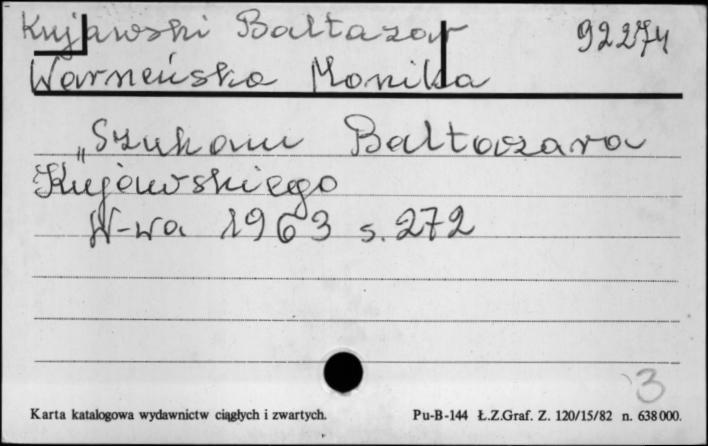 Kujawski Baltazar 92274
Warneńska Monika
„Szukam Baltazara
Kujawskiego
W-wa 1963 s. 272
3
Karta katalogowa wydawnictw ciągłych i zwartych. Pu-B-144 Ł.Z.Graf. Z. 120/15/82 n. 638000.